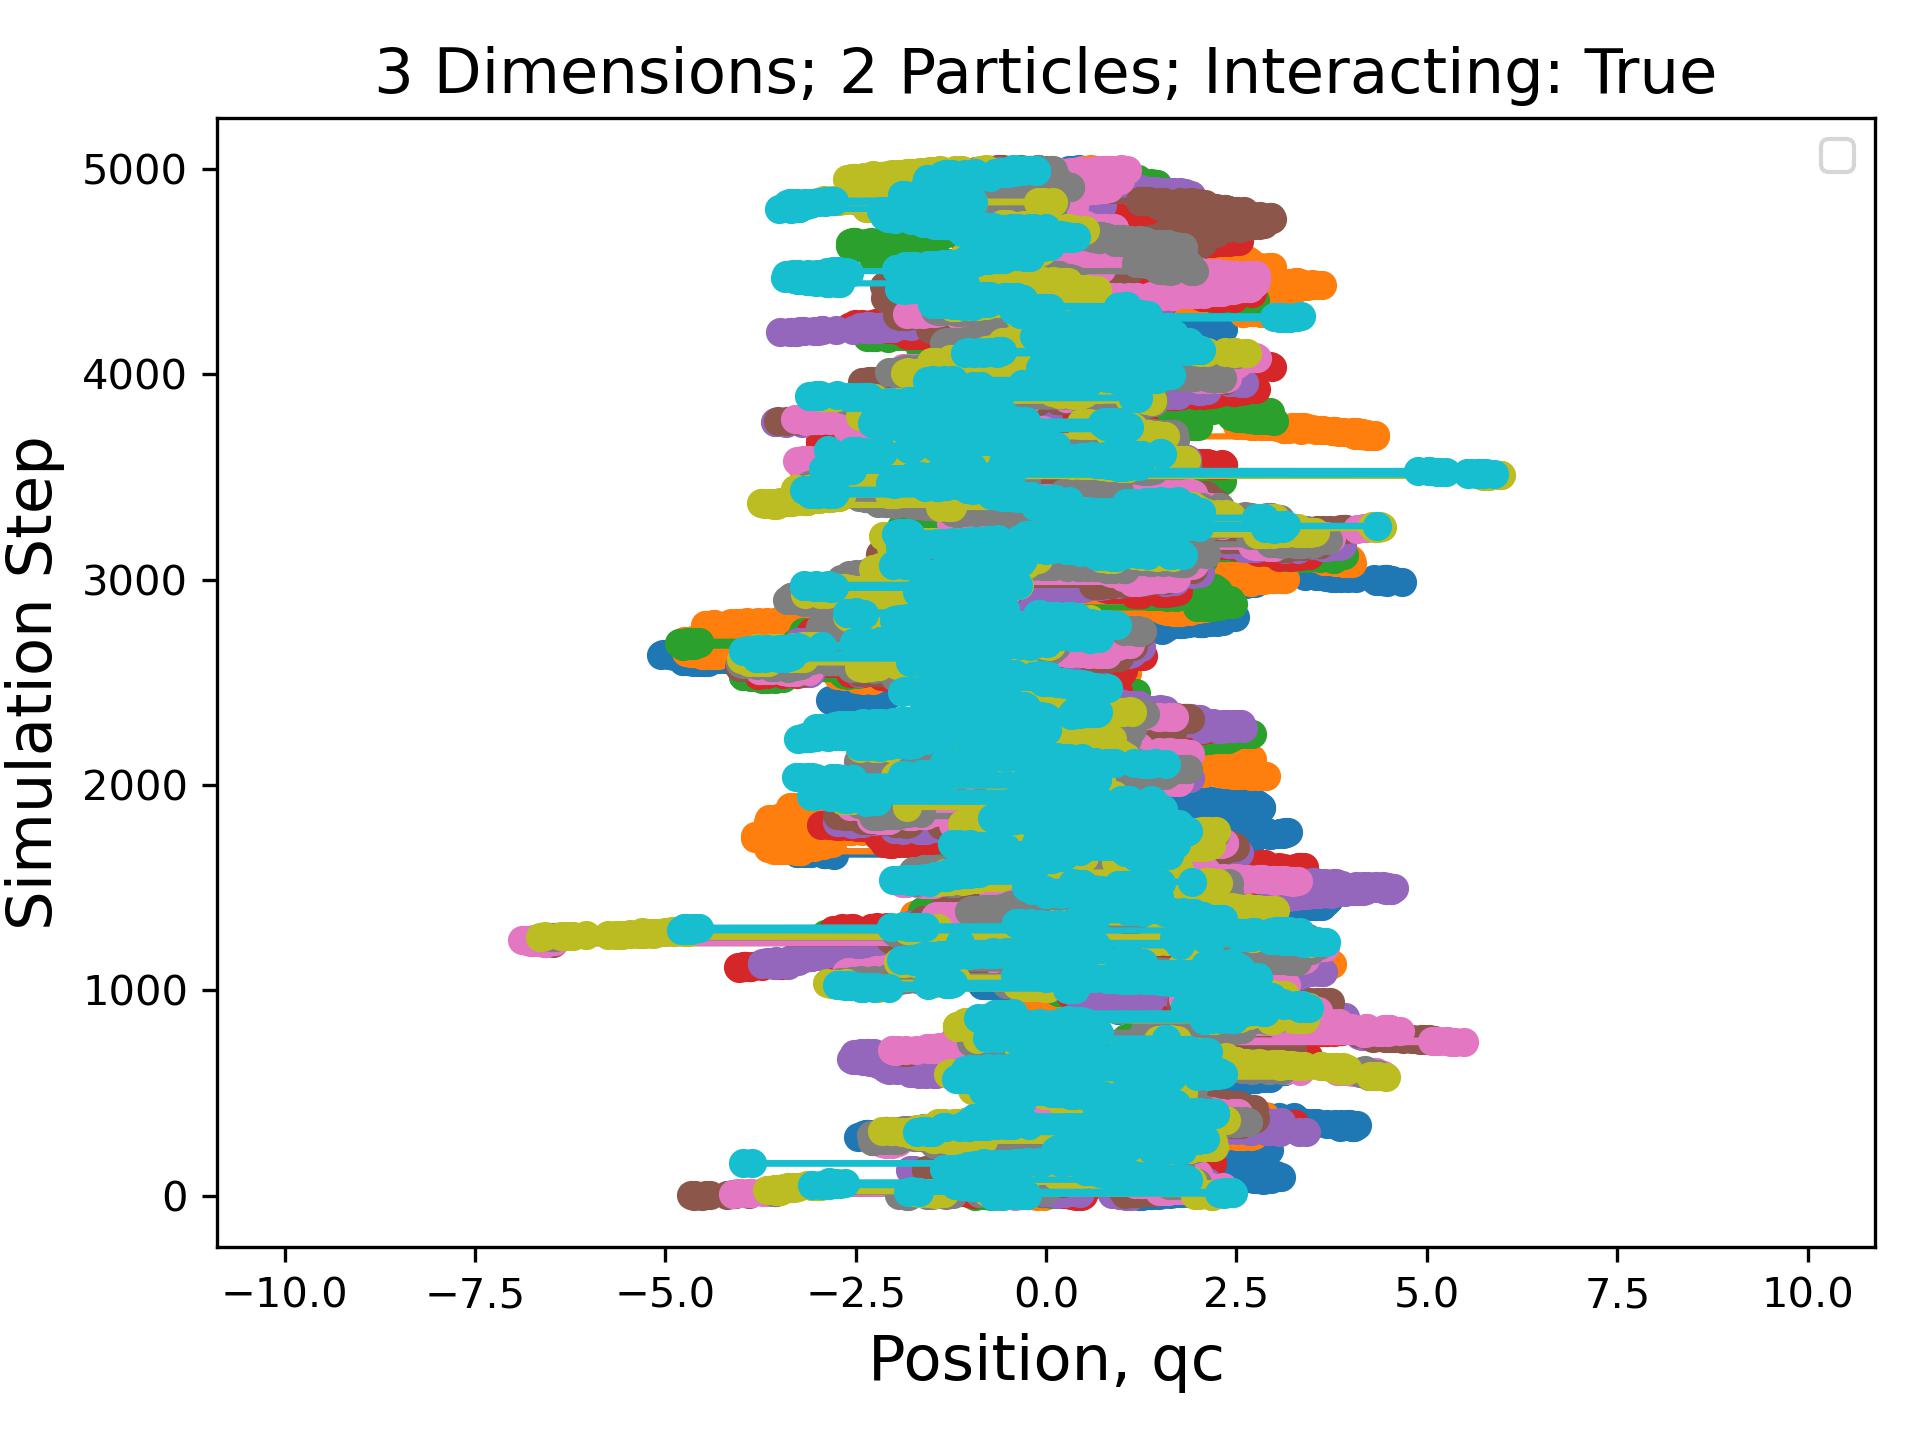 3 Dimensions; 2 Particles; Interacting: True
Simulation Step
5000
4000
3000
2000
1000
0
−10.0 −7.5 −5.0 −2.5 0.0 2.5 5.0 7.5 10.0
Position, qc